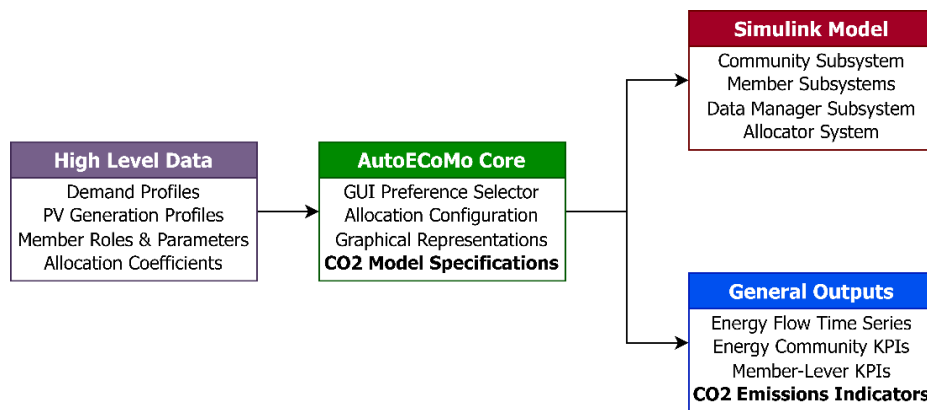 High Level Data
Demand Profiles
PV Generation Profiles
Member Roles & Parameters
Allocation Coefficients
AutoECoMo Core
GUI Preference Selector
Allocation Configuration
Graphical Representations
CO2 Model Specifications
Simulink Model
Community Subsystem
Member Subsystems
Data Manager Subsystem
Allocator System
General Outputs
Energy Flow Time Series
Energy Community KPIs
Member-Lever KPIs
CO2 Emissions Indicators